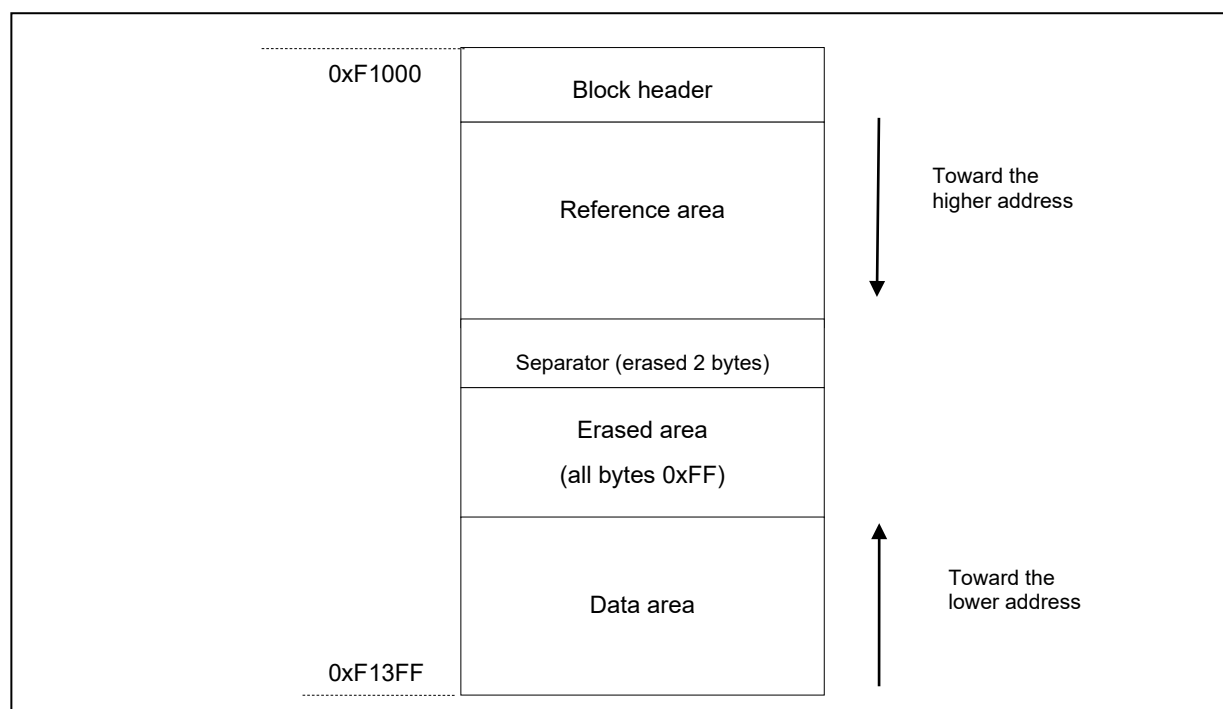 0xF1000
Block header
Toward the
higher address
Reference area
Separator (erased 2 bytes)
Erased area
(all bytes 0xFF)
Toward the
lower address
Data area
0xF13FF